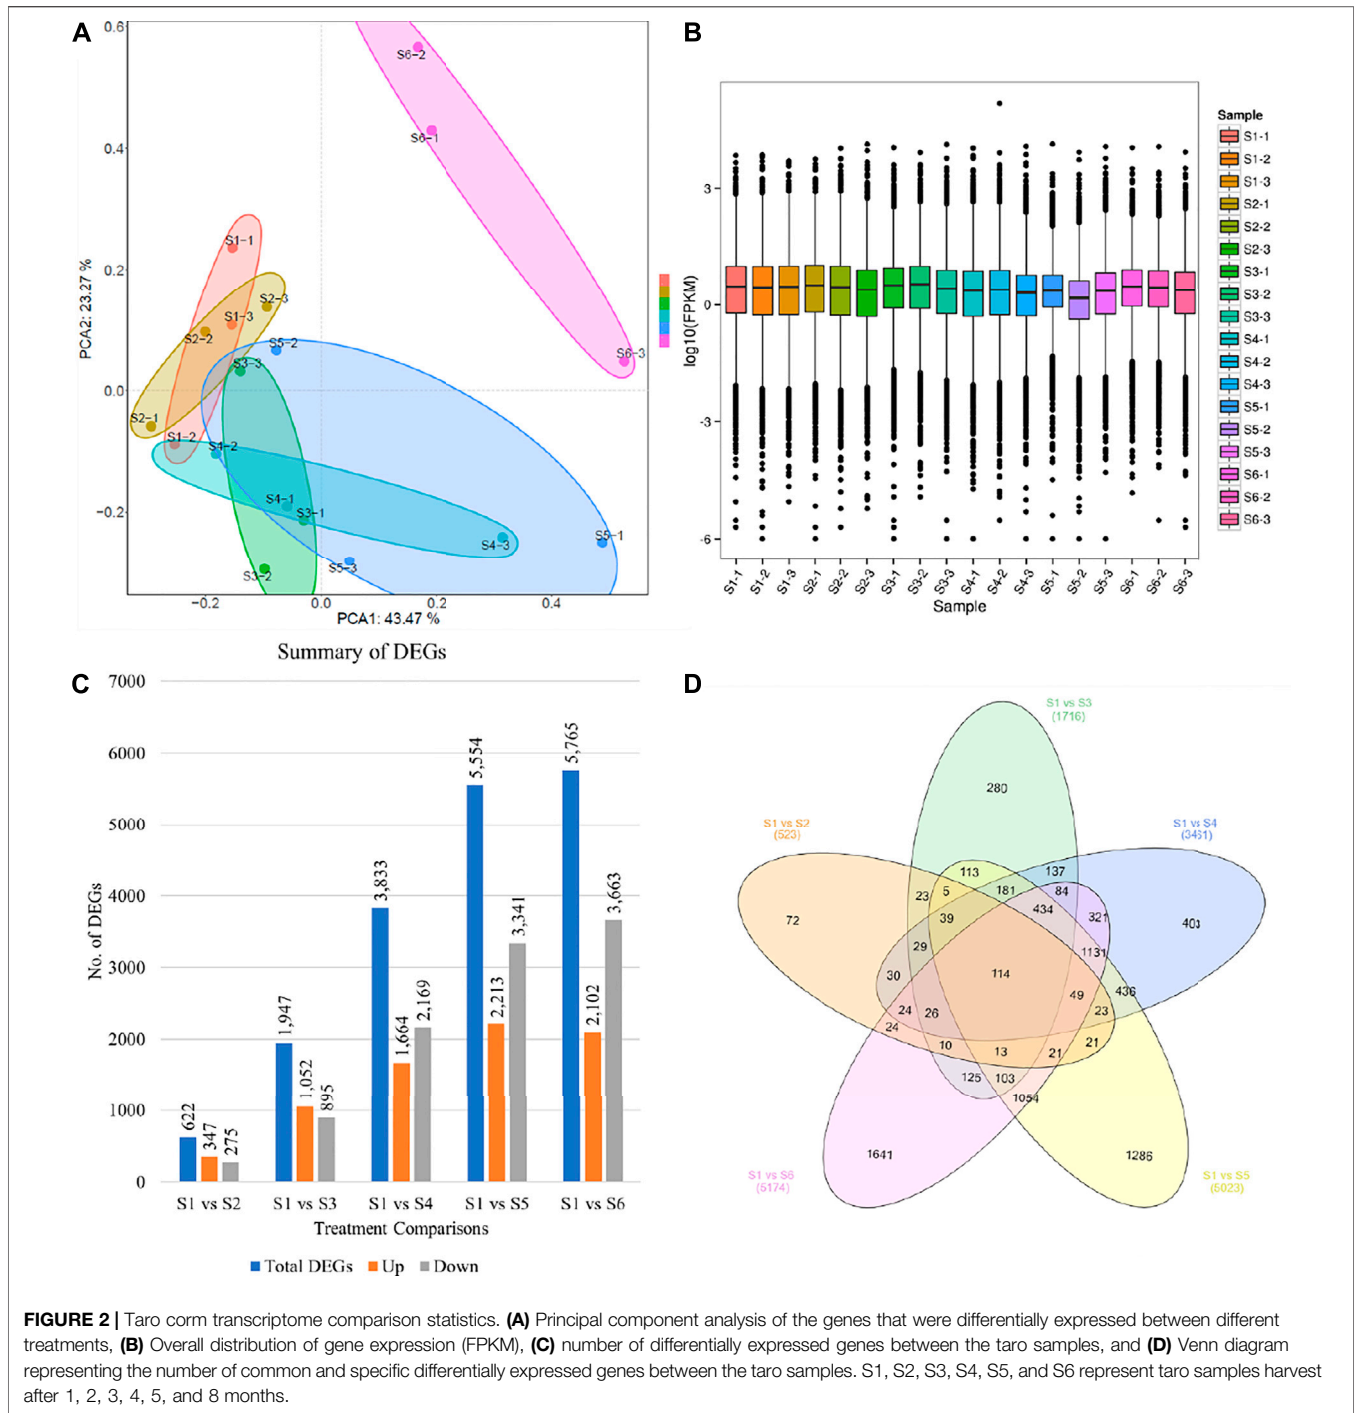 A
0.6
0.4
0.2
0.0
−0.2
PCA2: 23.27 %
S6−2
S6−1
S6−3
S1−1
S2−3
S1−3
S2−2
S5−2
S3−3
S2−1
S1−2
S4−2
S4−1
S3−1
S4−3
S5−1
S5−3
S3−2
−0.2
0.0
0.2
0.4
PCA1: 43.47 %
B
3
0
-3
-6
log10(FPKM)
S1-1
S1-2
S1-3
S2-1
S2-2
S2-3
S3-1
S3-2
S3-3
S4-1
S4-2
S4-3
S5-1
S5-2
S5-3
S6-1
S6-2
S6-3
Sample
Sample
S1-1
S1-2
S1-3
S2-1
S2-2
S2-3
S3-1
S3-2
S3-3
S4-1
S4-2
S4-3
S5-1
S5-2
S5-3
S6-1
S6-2
S6-3
Summary of DEGs
C
7000
6000
5000
4000
3000
2000
1000
0
No. of DEGs
622
347
275
1,947
1,052
895
3,833
1,664
2,169
5,554
2,213
3,341
5,765
2,102
3,663
S1 vs S2
S1 vs S3
S1 vs S4
S1 vs S5
S1 vs S6
Treatment Comparisons
Total DEGs
Up
Down
D
S1 vs S3
(1716)
S1 vs S2
(523)
S1 vs S4
(3461)
280
113
137
23
5
181
84
72
39
434
321
29
1131
30
114
436
49
24
26
23
24
10
13
21
21
125
103
1054
1641
1286
S1 vs S6
(5174)
S1 vs S5
(5023)
FIGURE 2 | Taro corm transcriptome comparison statistics. (A) Principal component analysis of the genes that were differentially expressed between different
treatments, (B) Overall distribution of gene expression (FPKM), (C) number of differentially expressed genes between the taro samples, and (D) Venn diagram
representing the number of common and specific differentially expressed genes between the taro samples. S1, S2, S3, S4, S5, and S6 represent taro samples harvest
after 1, 2, 3, 4, 5, and 8 months.